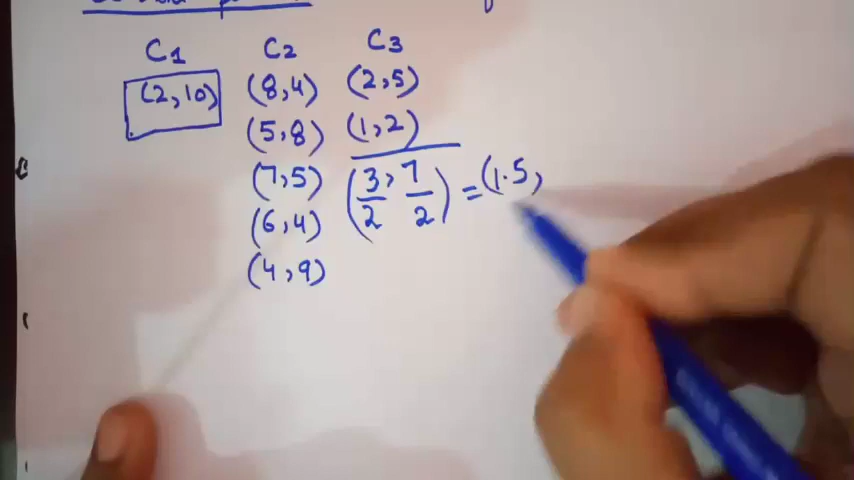 C1 C2 C3
(2,10) (8,4) (2,5)
(5,8) (1,2)
(7,5) (3/2, 7/2) = (1.5,
(6,4)
(4,9)